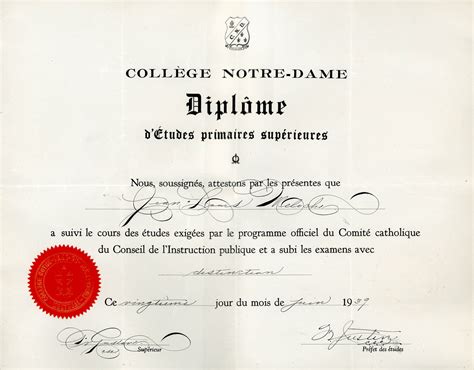 COLLÈGE NOTRE-DAME
Diplôme
d'Études primaires supérieures
Nous, soussignés, attestons par les présentes que
Jean-Louis
a suivi le cours des études exigées par le programme officiel du Comité catholique
du Conseil de l'Instruction publique et a subi les examens avec
distinction
Ce vingtième jour du mois de juin 1939
Supérieur
Préfet des études